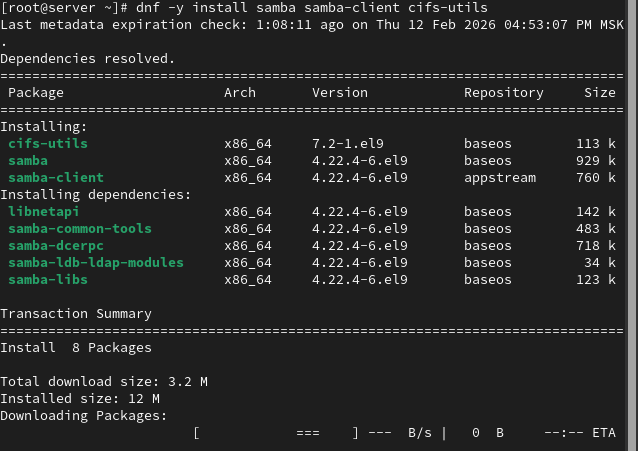 [root@server ~]# dnf -y install samba samba-client cifs-utils
Last metadata expiration check: 1:08:11 ago on Thu 12 Feb 2026 04:53:07 PM MSK
.
Dependencies resolved.
================================================================================
 Package                   Arch       Version            Repository     Size
================================================================================
Installing:
 cifs-utils                x86_64     7.2-1.el9          baseos        113 k
 samba                     x86_64     4.22.4-6.el9       baseos        929 k
 samba-client              x86_64     4.22.4-6.el9       appstream     760 k
Installing dependencies:
 libnetapi                 x86_64     4.22.4-6.el9       baseos        142 k
 samba-common-tools        x86_64     4.22.4-6.el9       baseos        483 k
 samba-dcerpc              x86_64     4.22.4-6.el9       baseos        718 k
 samba-ldb-ldap-modules    x86_64     4.22.4-6.el9       baseos         34 k
 samba-libs                x86_64     4.22.4-6.el9       baseos        123 k

Transaction Summary
================================================================================
Install  8 Packages

Total download size: 3.2 M
Installed size: 12 M
Downloading Packages:
                        [            ===    ] ---  B/s |   0  B     --:-- ETA